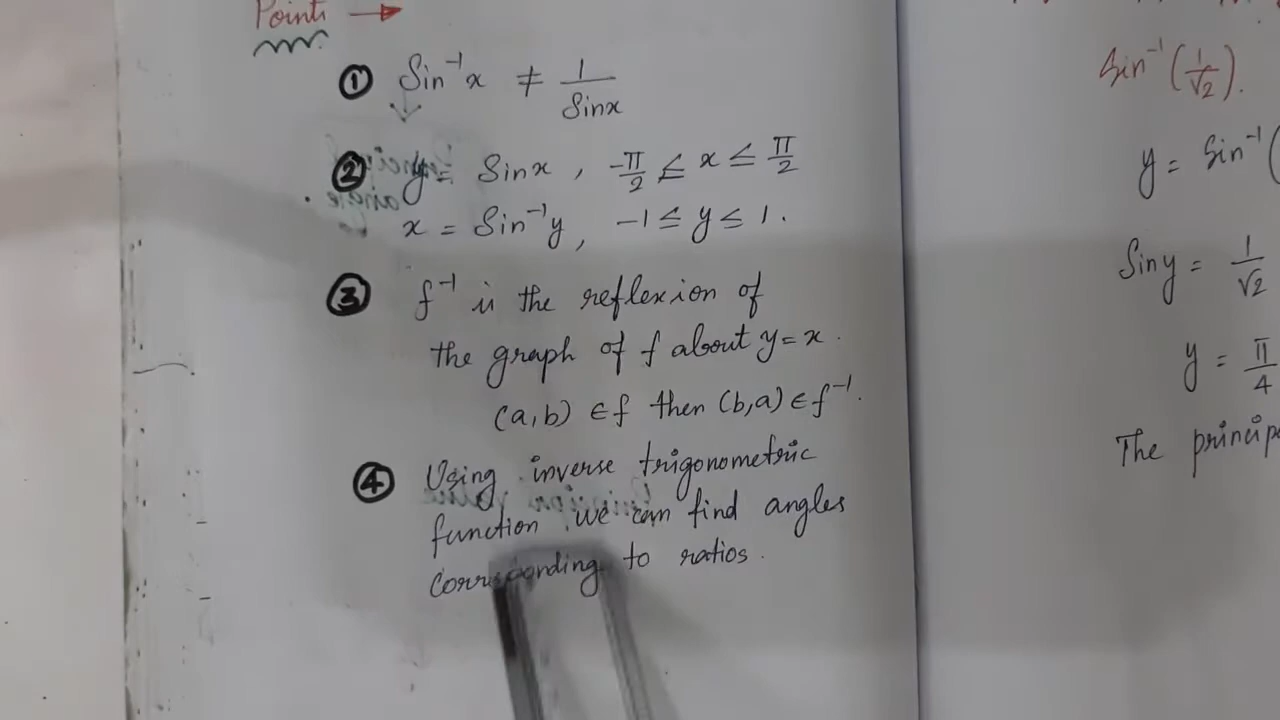 Points →
① Sin⁻¹x ≠ 1/Sinx
② y = Sinx, -π/2 ≤ x ≤ π/2
x = Sin⁻¹y, -1 ≤ y ≤ 1.
③ f⁻¹ is the reflexion of
the graph of f about y=x.
(a,b) ∈ f then (b,a) ∈ f⁻¹.
④ Using inverse trigonometric
function we can find angles
corresponding to ratios.
Sin⁻¹(1/√2).
y = Sin⁻¹(
Siny = 1/√2
y = π/4
The